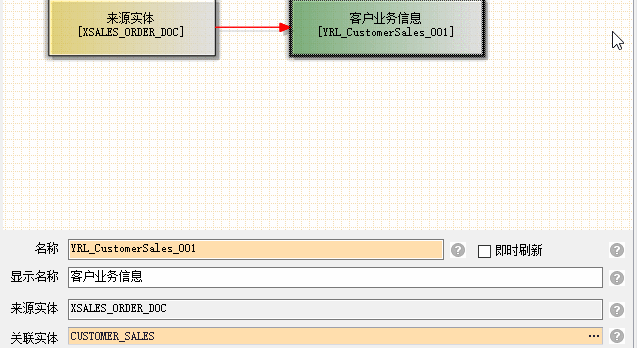 来源实体
[XSALES_ORDER_DOC]
客户业务信息
[YRL_CustomerSales_001]
名称 YRL_CustomerSales_001 ? 即时刷新 ?
显示名称 客户业务信息 ?
来源实体 XSALES_ORDER_DOC ?
关联实体 CUSTOMER_SALES ... ?